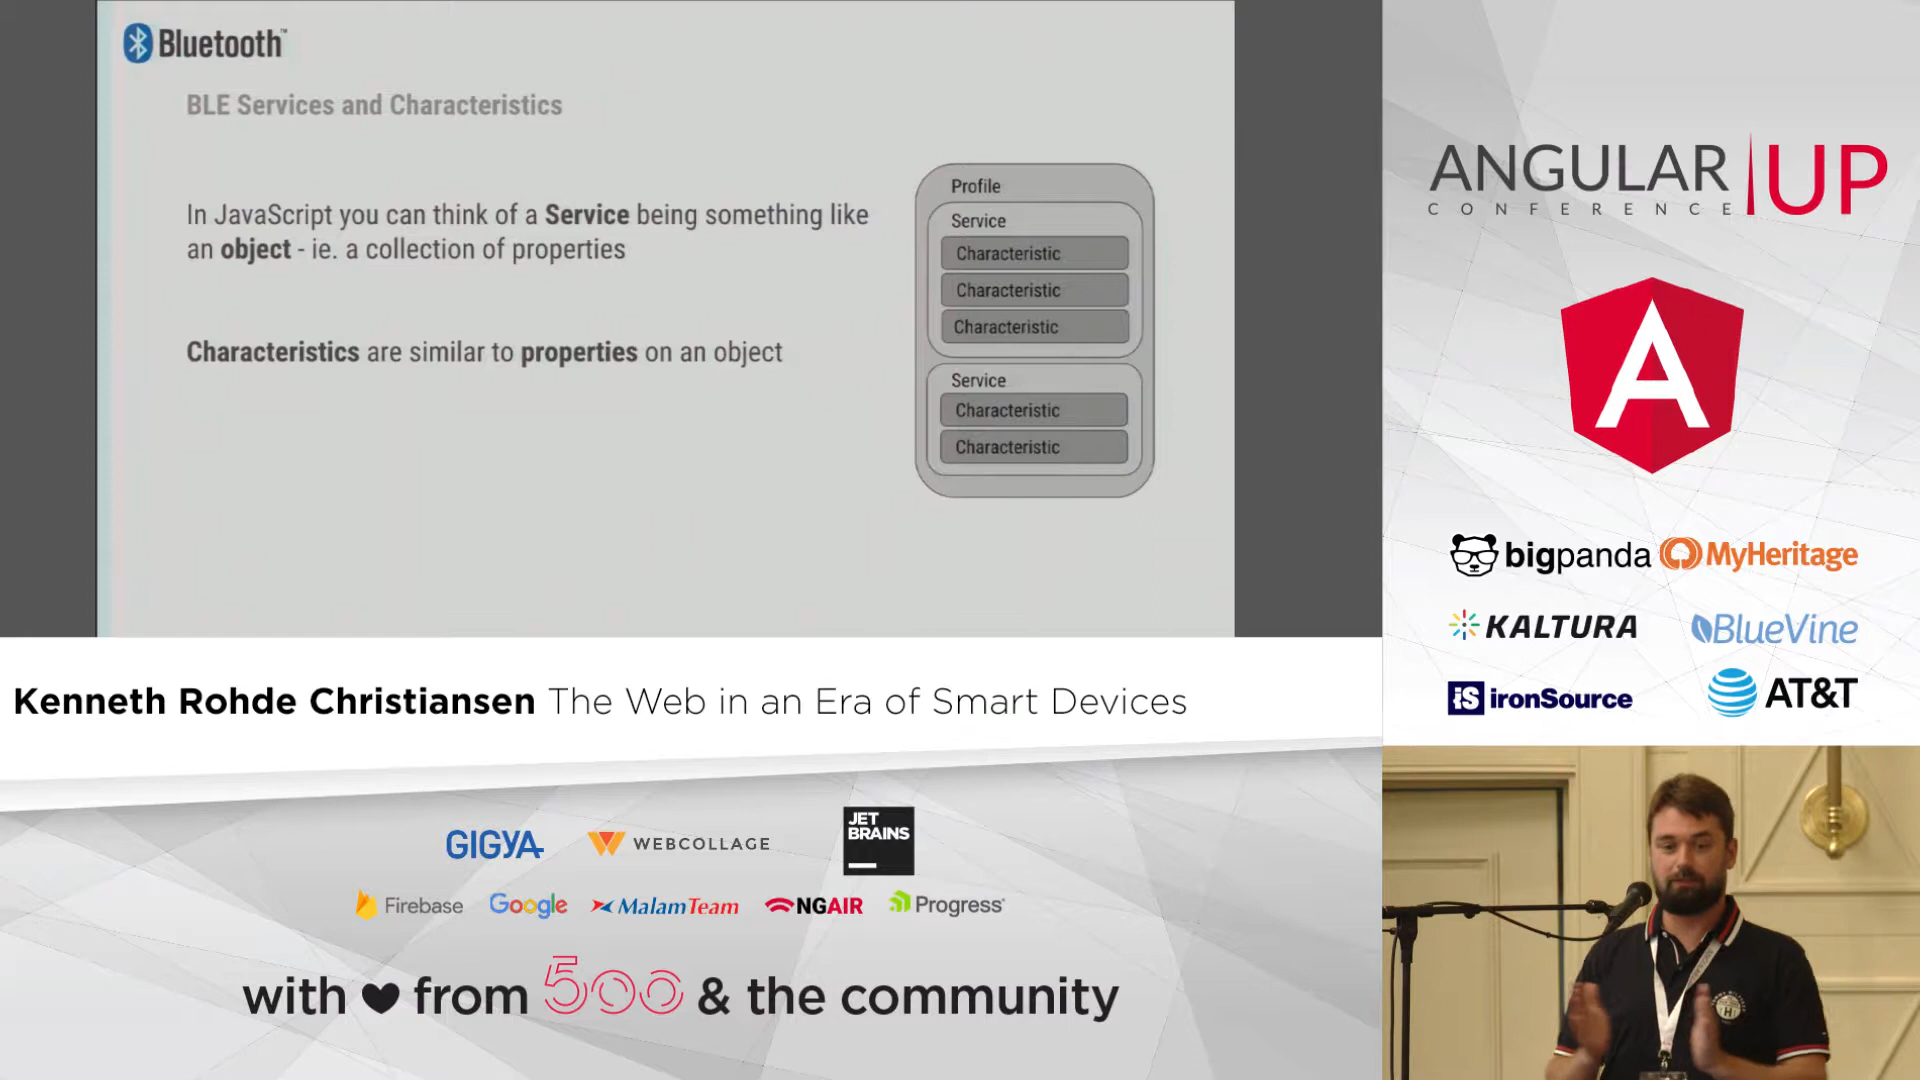 Bluetooth™
BLE Services and Characteristics
In JavaScript you can think of a Service being something like
an object - ie. a collection of properties
Characteristics are similar to properties on an object
Profile
Service
Characteristic
Characteristic
Characteristic
Service
Characteristic
Characteristic
ANGULAR UP
CONFERENCE
A
bigpanda
MyHeritage
KALTURA
BlueVine
iS ironSource
AT&T
Kenneth Rohde Christiansen The Web in an Era of Smart Devices
GIGYA
WEBCOLLAGE
JET
BRAINS
Firebase
Google
MalamTeam
NGAIR
Progress
with from 500 & the community